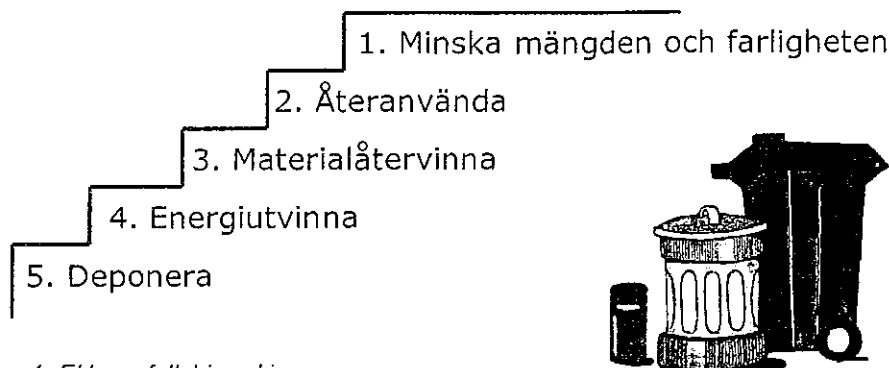 1. Minska mängden och farligheten
2. Återanvända
3. Materialåtervinna
4. Energiutvinna
5. Deponera